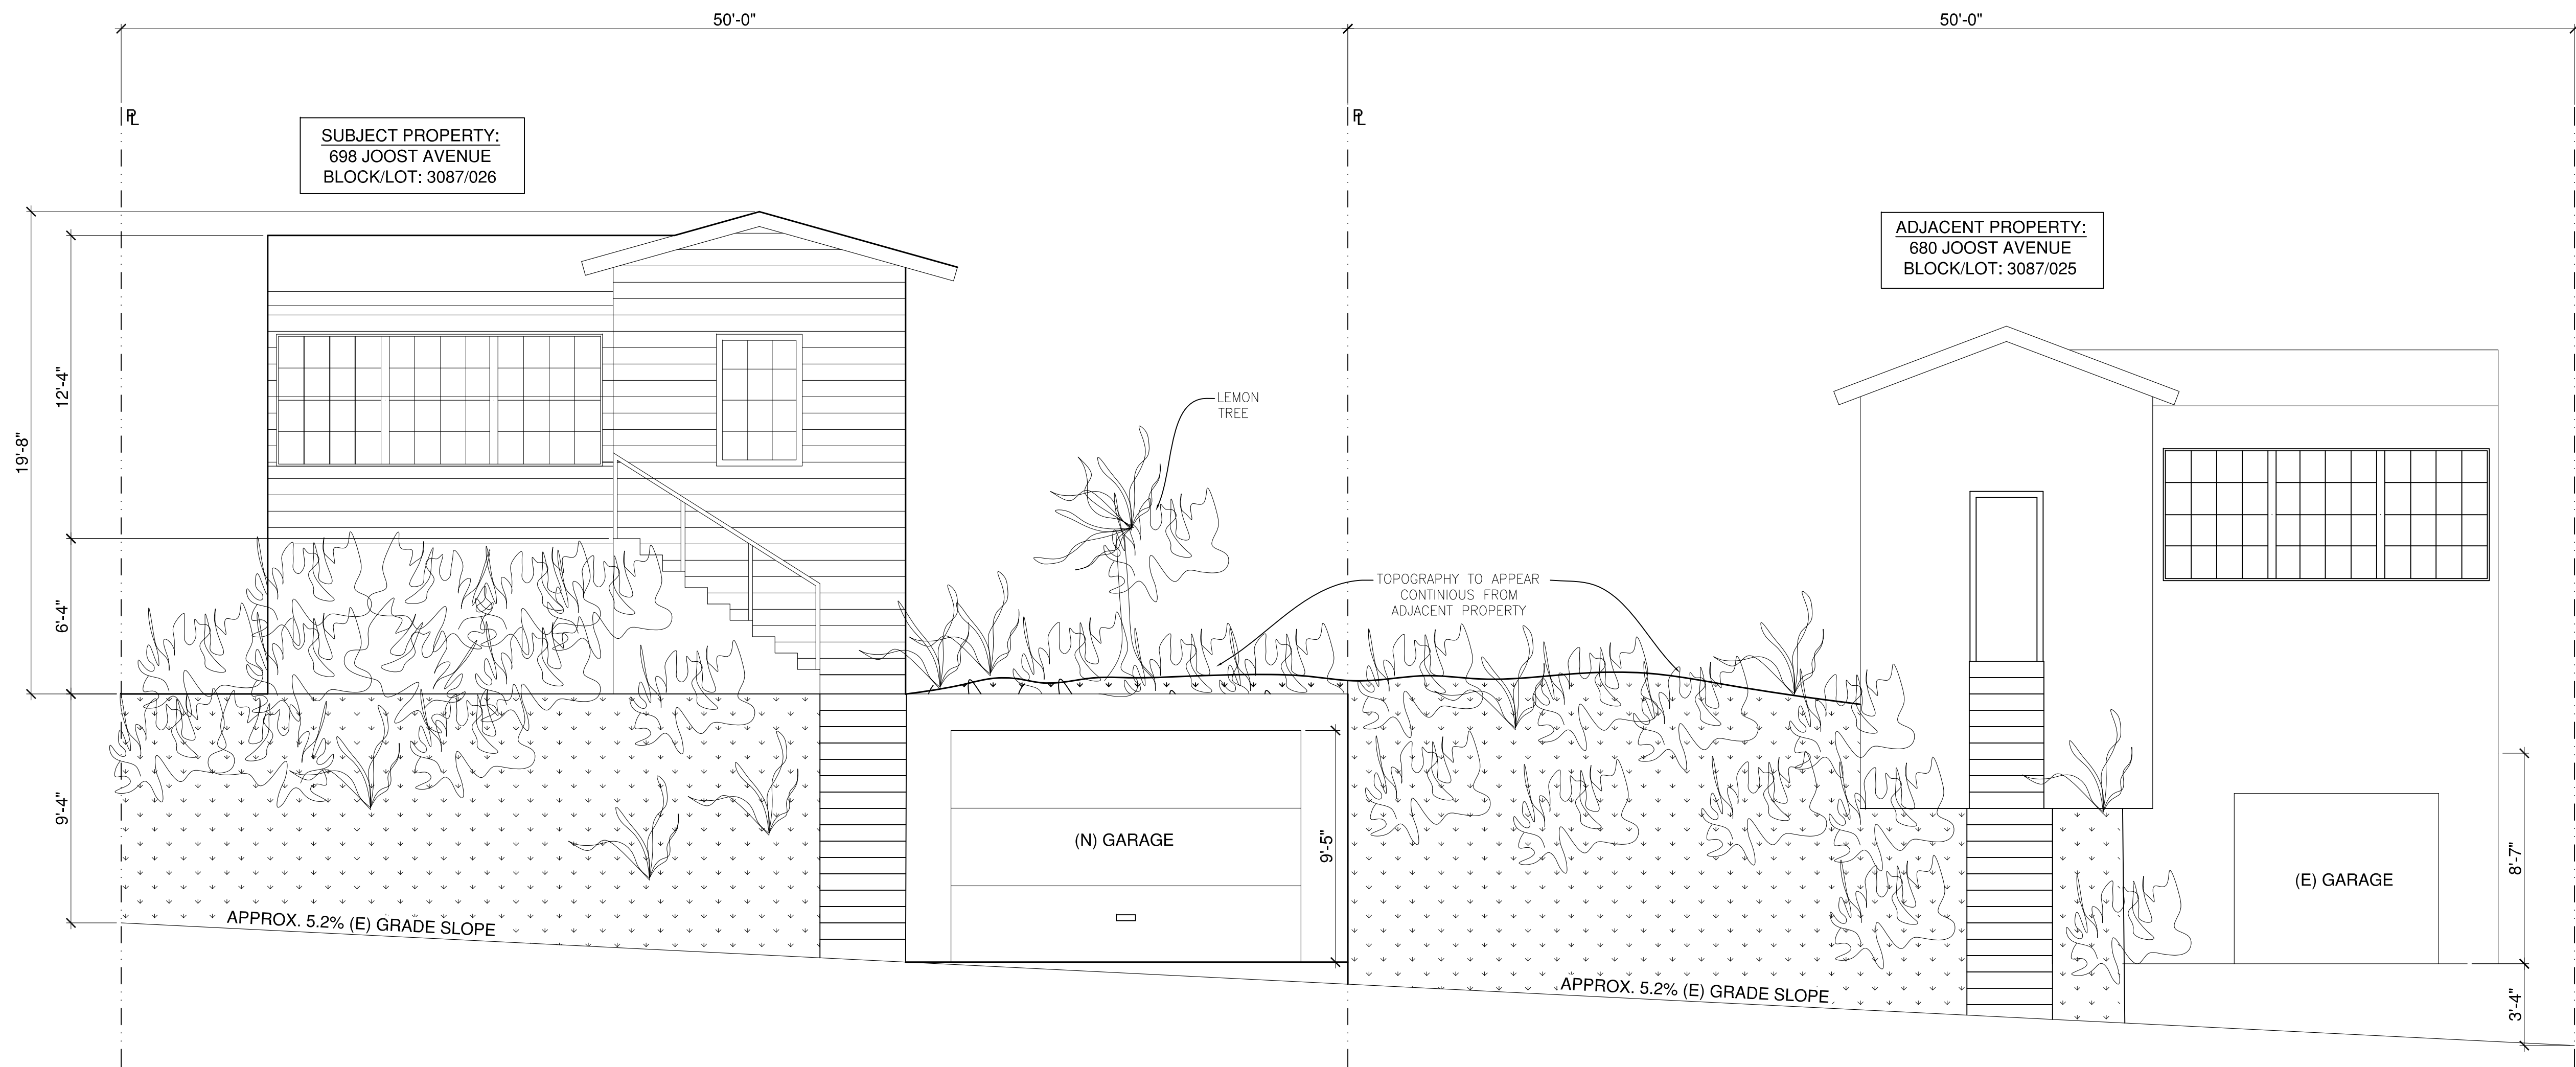 50'-0"
50'-0"
PL
PL
SUBJECT PROPERTY:
698 JOOST AVENUE
BLOCK/LOT: 3087/026
ADJACENT PROPERTY:
680 JOOST AVENUE
BLOCK/LOT: 3087/025
19'-8"
12'-4"
6'-4"
9'-4"
LEMON
TREE
TOPOGRAPHY TO APPEAR
CONTINIOUS FROM
ADJACENT PROPERTY
(N) GARAGE
9'-5"
(E) GARAGE
8'-7"
3'-4"
APPROX. 5.2% (E) GRADE SLOPE
APPROX. 5.2% (E) GRADE SLOPE